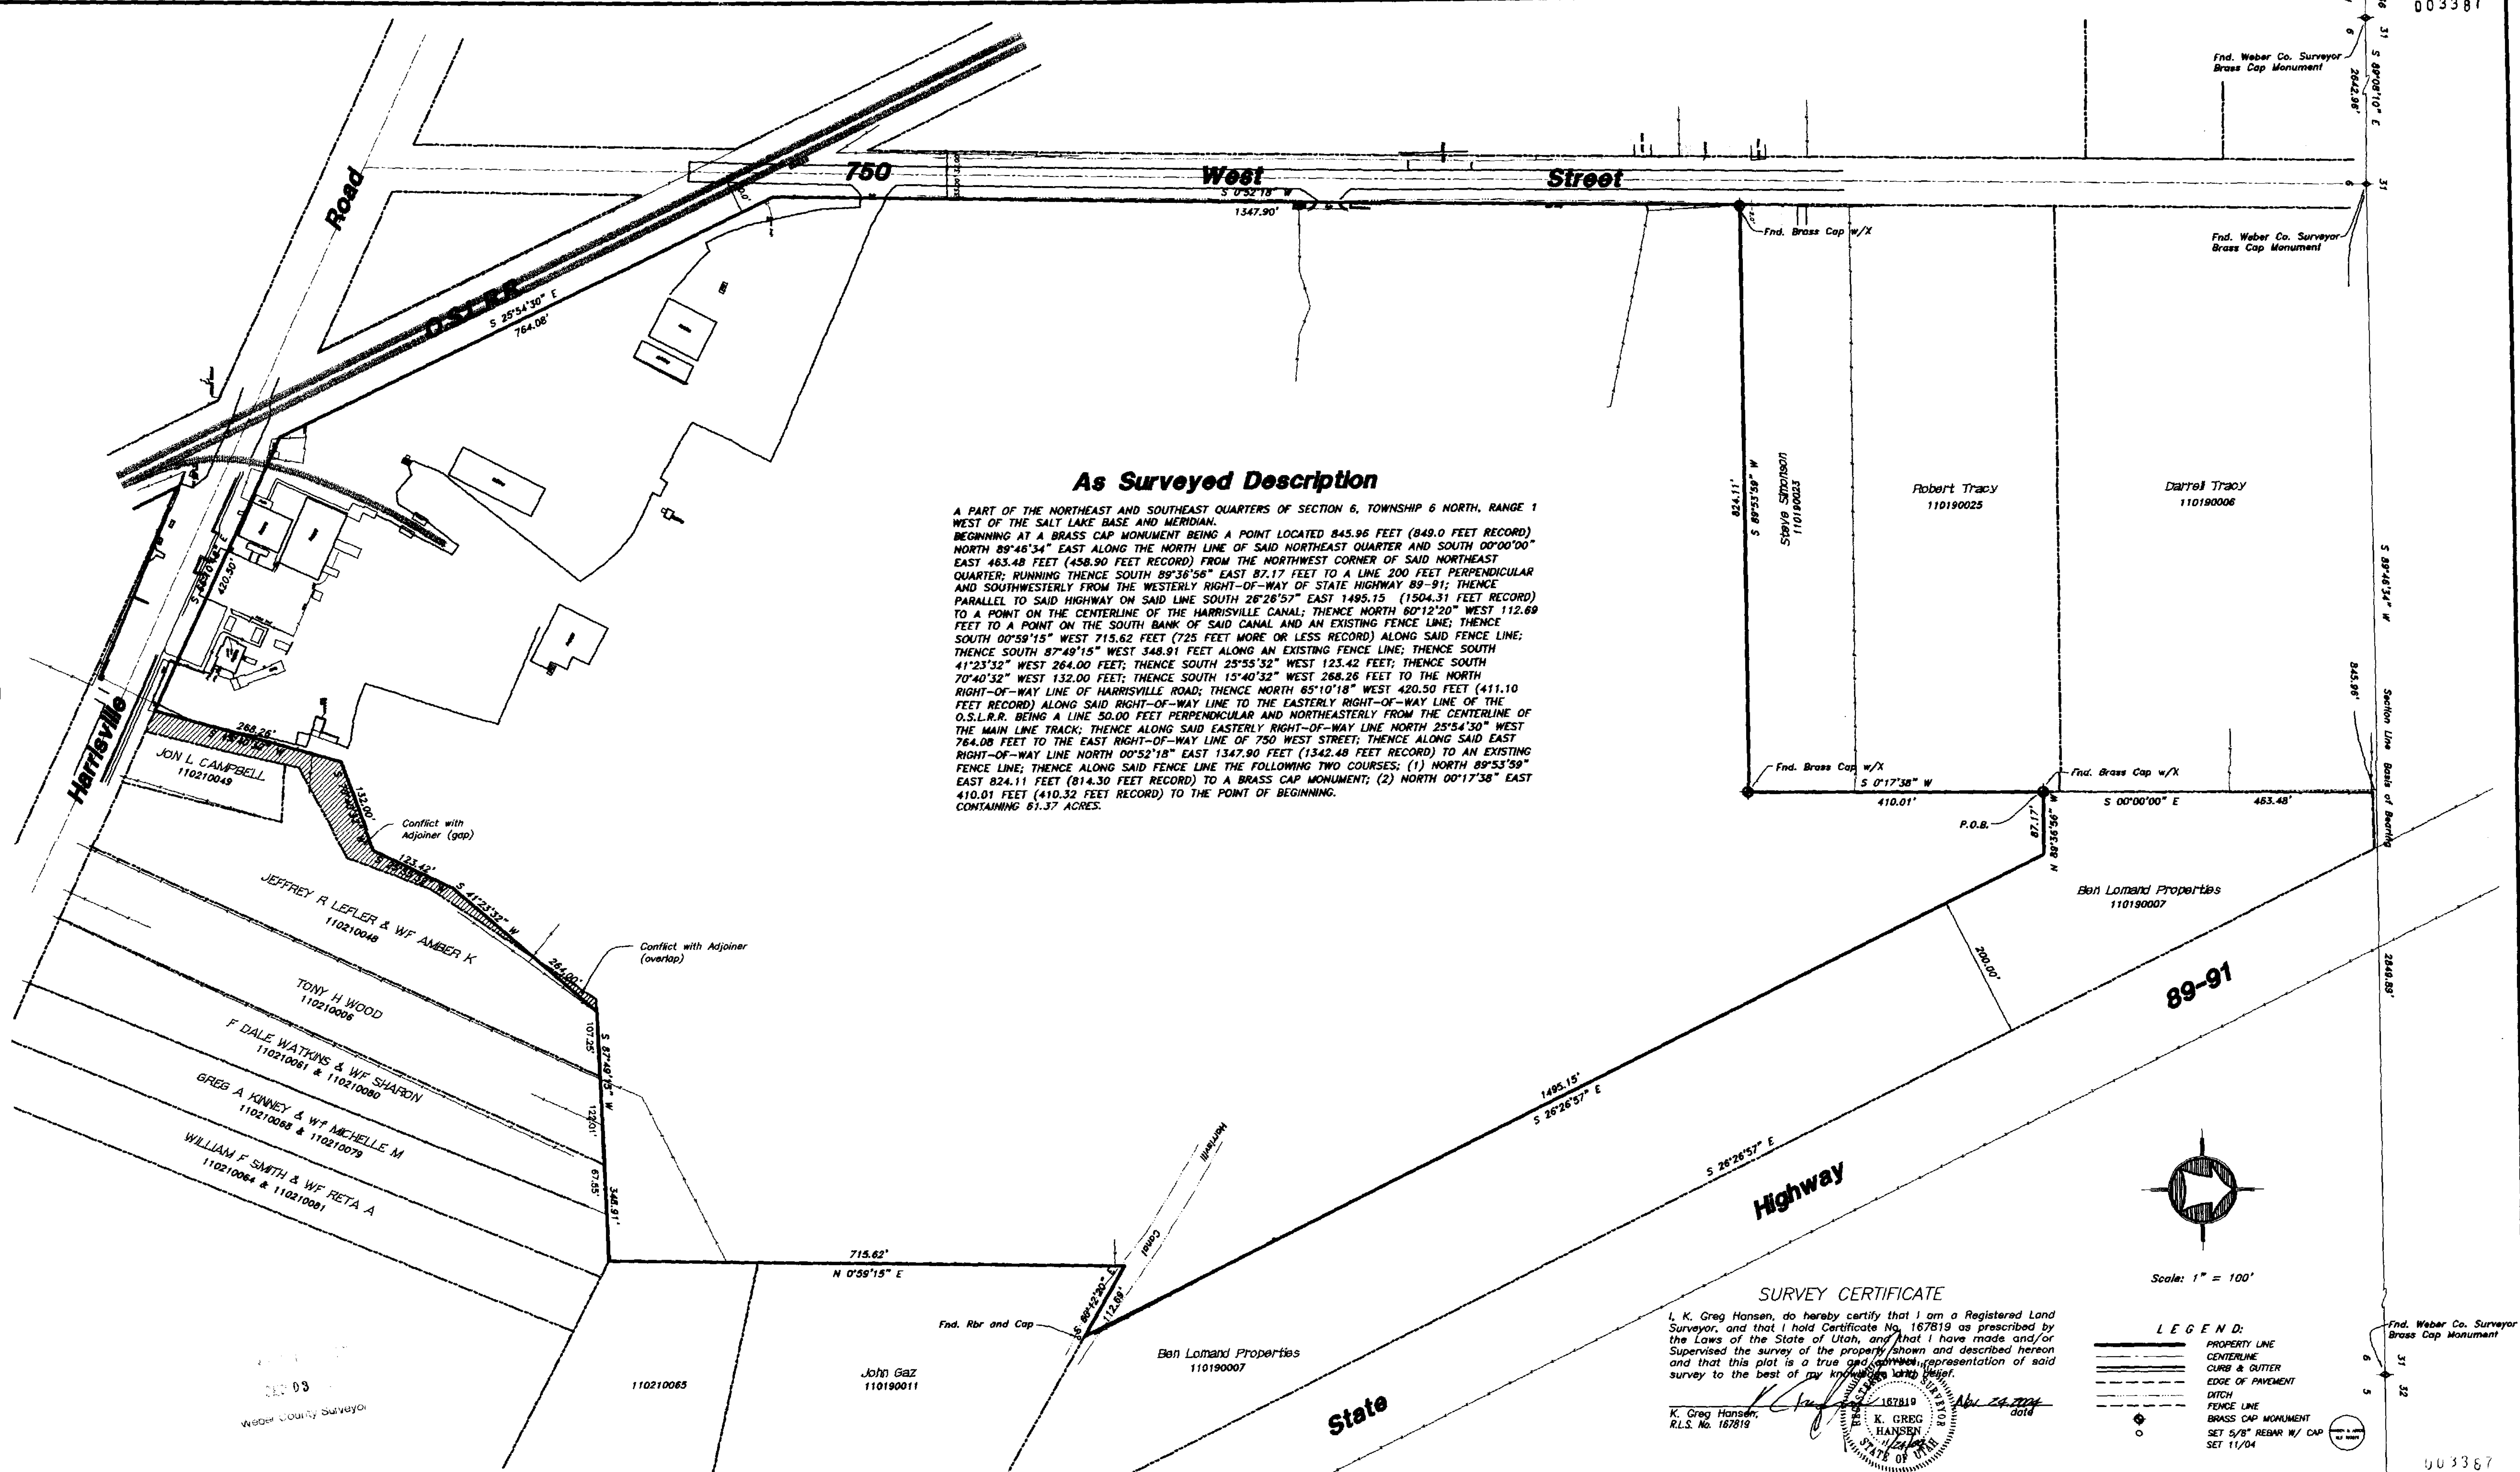 003387
Fnd. Weber Co. Surveyor
Brass Cap Monument
31
6
S 89°08'10" E
2642.96'
Road
750 West Street
S 0°52'18" W
1347.90'
Fnd. Brass Cap w/X
31
6
Fnd. Weber Co. Surveyor
Brass Cap Monument
O.S.L.R.R.
S 25°54'30" E
764.08'
As Surveyed Description
A PART OF THE NORTHEAST AND SOUTHEAST QUARTERS OF SECTION 6, TOWNSHIP 6 NORTH, RANGE 1
WEST OF THE SALT LAKE BASE AND MERIDIAN.
BEGINNING AT A BRASS CAP MONUMENT BEING A POINT LOCATED 845.96 FEET (849.0 FEET RECORD)
NORTH 89°46'34" EAST ALONG THE NORTH LINE OF SAID NORTHEAST QUARTER AND SOUTH 00°00'00"
EAST 463.48 FEET (458.90 FEET RECORD) FROM THE NORTHWEST CORNER OF SAID NORTHEAST
QUARTER; RUNNING THENCE SOUTH 89°36'56" EAST 87.17 FEET TO A LINE 200 FEET PERPENDICULAR
AND SOUTHWESTERLY FROM THE WESTERLY RIGHT-OF-WAY OF STATE HIGHWAY 89-91; THENCE
PARALLEL TO SAID HIGHWAY ON SAID LINE SOUTH 26°26'57" EAST 1495.15 (1504.31 FEET RECORD)
TO A POINT ON THE CENTERLINE OF THE HARRISVILLE CANAL; THENCE NORTH 60°12'20" WEST 112.69
FEET TO A POINT ON THE SOUTH BANK OF SAID CANAL AND AN EXISTING FENCE LINE; THENCE
SOUTH 00°59'15" WEST 715.62 FEET (725 FEET MORE OR LESS RECORD) ALONG SAID FENCE LINE;
THENCE SOUTH 87°49'15" WEST 348.91 FEET ALONG AN EXISTING FENCE LINE; THENCE SOUTH
41°23'32" WEST 264.00 FEET; THENCE SOUTH 25°55'32" WEST 123.42 FEET; THENCE SOUTH
70°40'32" WEST 132.00 FEET; THENCE SOUTH 15°40'32" WEST 268.26 FEET TO THE NORTH
RIGHT-OF-WAY LINE OF HARRISVILLE ROAD; THENCE NORTH 65°10'18" WEST 420.50 FEET (411.10
FEET RECORD) ALONG SAID RIGHT-OF-WAY LINE TO THE EASTERLY RIGHT-OF-WAY LINE OF THE
O.S.L.R.R. BEING A LINE 50.00 FEET PERPENDICULAR AND NORTHEASTERLY FROM THE CENTERLINE OF
THE MAIN LINE TRACK; THENCE ALONG SAID EASTERLY RIGHT-OF-WAY LINE NORTH 25°54'30" WEST
764.08 FEET TO THE EAST RIGHT-OF-WAY LINE OF 750 WEST STREET; THENCE ALONG SAID EAST
RIGHT-OF-WAY LINE NORTH 00°52'18" EAST 1347.90 FEET (1342.48 FEET RECORD) TO AN EXISTING
FENCE LINE; THENCE ALONG SAID FENCE LINE THE FOLLOWING TWO COURSES; (1) NORTH 89°53'59"
EAST 824.11 FEET (814.30 FEET RECORD) TO A BRASS CAP MONUMENT; (2) NORTH 00°17'38" EAST
410.01 FEET (410.32 FEET RECORD) TO THE POINT OF BEGINNING.
CONTAINING 61.37 ACRES.
824.11'
S 89°53'59" W
Steve Simonson
110190023
Robert Tracy
110190025
Darrell Tracy
110190006
S 89°46'34" W
845.96'
Section Line Basis of Bearing
2649.89'
Fnd. Brass Cap w/X
S 0°17'38" W
410.01'
Fnd. Brass Cap w/X
S 00°00'00" E
463.48'
P.O.B.
87.17'
N 89°36'56" W
Ben Lomand Properties
110190007
420.50'
Harrisville
268.26'
S 15°40'32" W
JON L CAMPBELL
110210049
132.00'
Conflict with
Adjoiner (gap)
123.42'
S 41°23'32" W
264.00'
Conflict with Adjoiner
(overlap)
JEFFREY R LEFLER & WF AMBER K
110210048
TONY H WOOD
110210006
F DALE WATKINS & WF SHARON
110210061 & 110210080
GREG A KINNEY & WF MICHELLE M
110210068 & 110210079
WILLIAM F SMITH & WF RETA A
110210064 & 110210081
107.25'
S 87°49'15" W
122.01'
67.55'
348.91'
715.62'
N 0°59'15" E
S 60°12'20" E
112.69'
Harrisvill
Canal
Fnd. Rbr and Cap
200.00'
89-91
1495.15'
S 26°26'57" E
S 26°26'57" E
Highway
State
110210065
John Gaz
110190011
Ben Lomand Properties
110190007
Weber County Surveyor
SURVEY CERTIFICATE
I, K. Greg Hansen, do hereby certify that I am a Registered Land
Surveyor, and that I hold Certificate No. 167819 as prescribed by
the Laws of the State of Utah, and that I have made and/or
Supervised the survey of the property shown and described hereon
and that this plat is a true and correct representation of said
survey to the best of my knowledge and belief.
K. Greg Hansen,
R.L.S. No. 167819
date
REGISTERED LAND SURVEYOR
167819
K. GREG
HANSEN
STATE OF UTAH
Scale: 1" = 100'
LEGEND:
PROPERTY LINE
CENTERLINE
CURB & GUTTER
EDGE OF PAVEMENT
DITCH
FENCE LINE
BRASS CAP MONUMENT
SET 5/8" REBAR W/ CAP
SET 11/04
Fnd. Weber Co. Surveyor
Brass Cap Monument
31
32
6
5
003387